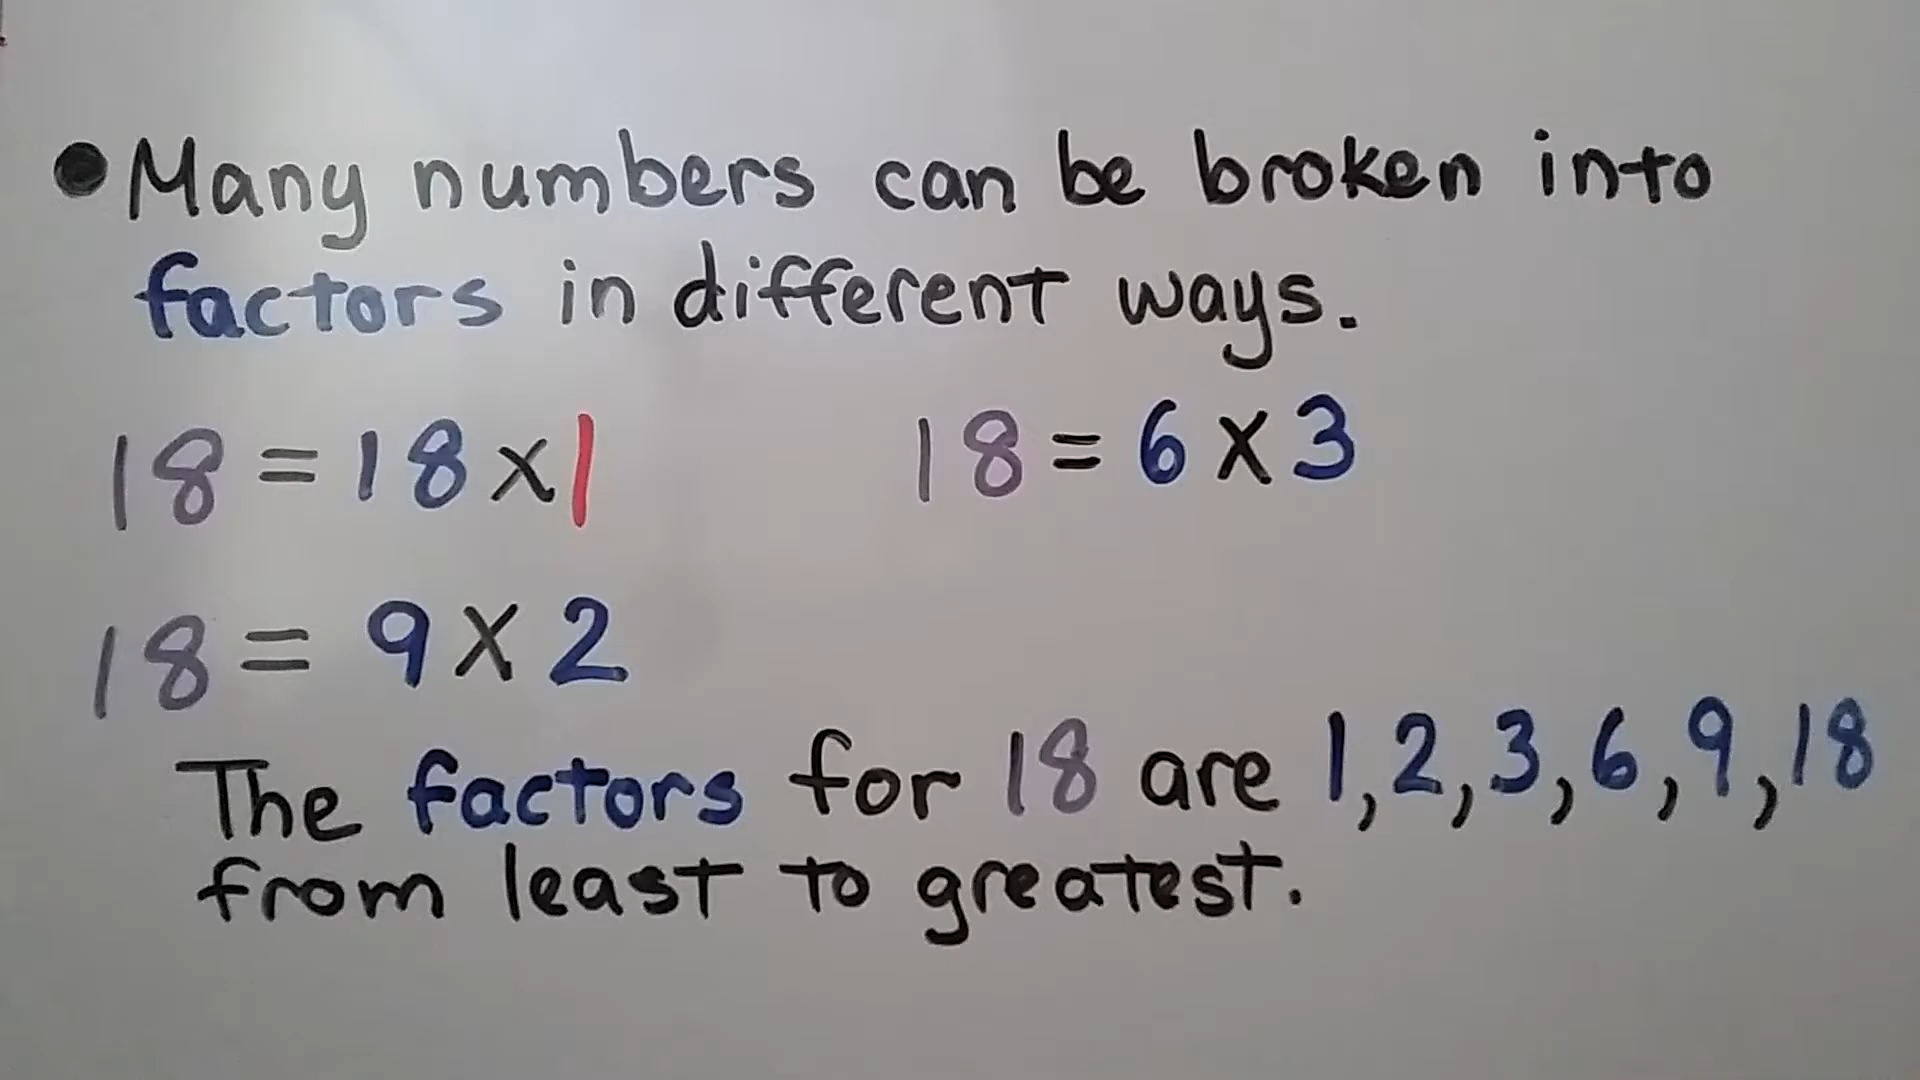 ● Many numbers can be broken into
factors in different ways.
18 = 18 x 1
18 = 6 x 3
18 = 9 x 2
The factors for 18 are 1, 2, 3, 6, 9, 18
from least to greatest.